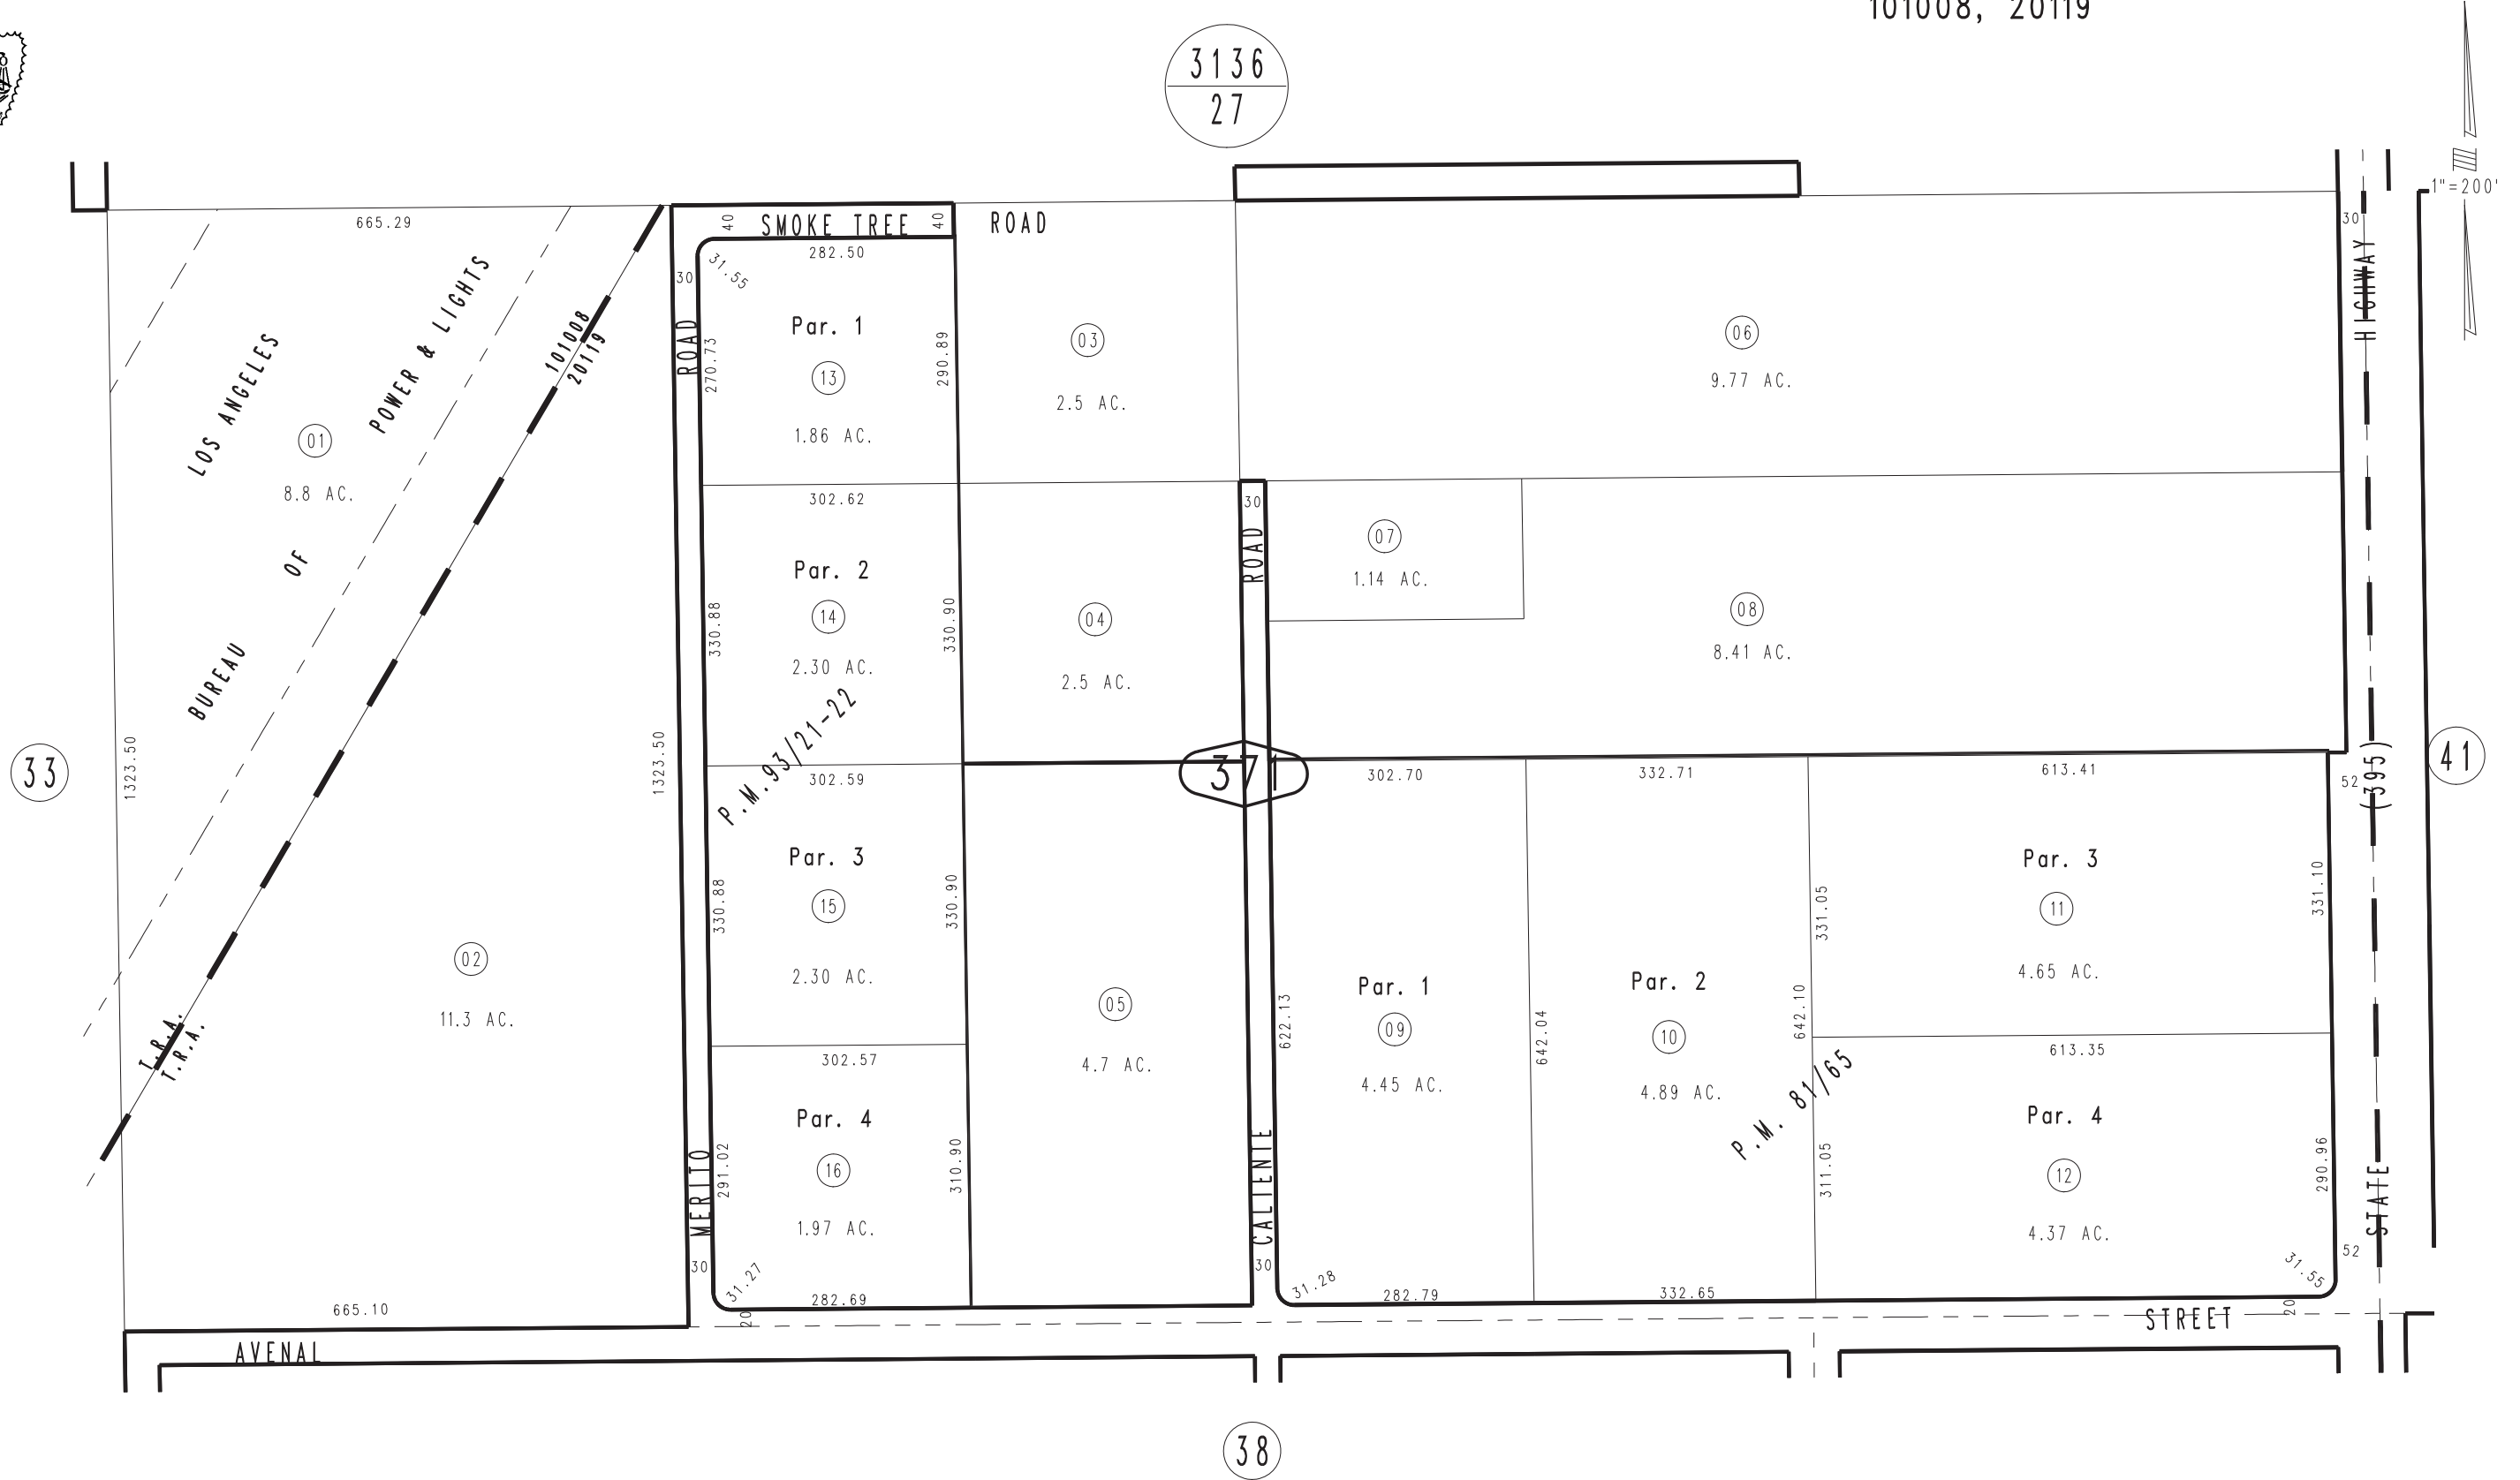 101008, 20119
3136
27
1"=200'
665.29
40
SMOKE TREE
40
ROAD
30
282.50
31.55
30
HIGHWAY
LOS ANGELES
POWER & LIGHTS
101008
20119
ROAD
270.73
Par. 1
13
1.86 AC.
290.89
03
2.5 AC.
06
9.77 AC.
01
8.8 AC.
OF
BUREAU
302.62
Par. 2
14
2.30 AC.
330.88
330.90
04
2.5 AC.
30
ROAD
07
1.14 AC.
08
8.41 AC.
P.M.93/21-22
33
1323.50
1323.50
302.59
371
302.70
332.71
613.41
52
(395)
41
Par. 3
15
2.30 AC.
330.88
330.90
02
11.3 AC.
T.R.A.
T.R.A.
05
4.7 AC.
622.13
Par. 1
09
4.45 AC.
642.04
Par. 2
10
4.89 AC.
331.05
642.10
Par. 3
11
4.65 AC.
331.10
302.57
613.35
P.M. 81/65
Par. 4
16
1.97 AC.
MERITO
291.02
310.90
CALIENTE
311.05
Par. 4
12
4.37 AC.
290.96
STATE
52
30
31.27
30
31.28
31.55
665.10
282.69
20
282.79
332.65
20
STREET
AVENAL
38